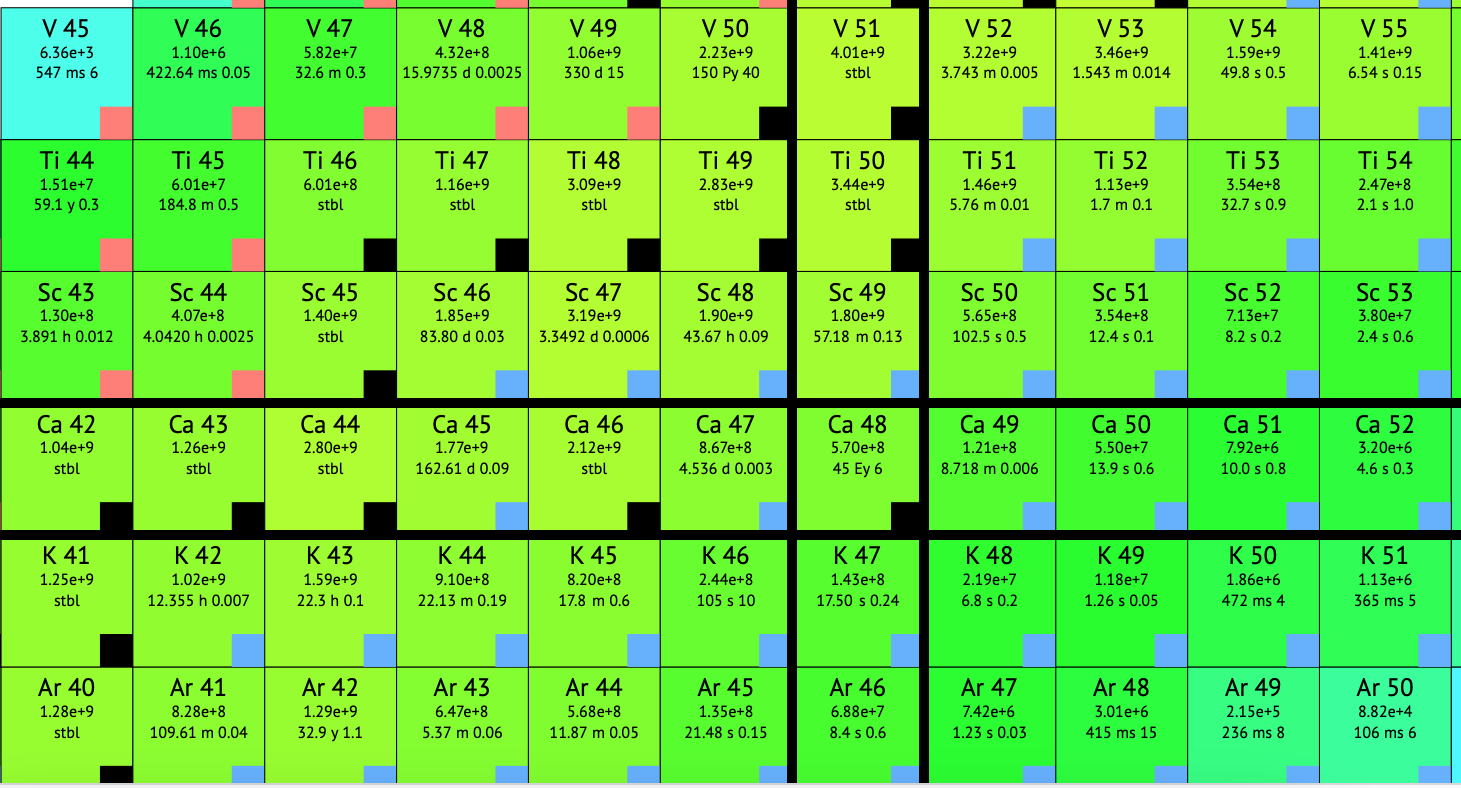 V 45
6.36e+3
547 ms 6
V 46
1.10e+6
422.64 ms 0.05
V 47
5.82e+7
32.6 m 0.3
V 48
4.32e+8
15.9735 d 0.0025
V 49
1.06e+9
330 d 15
V 50
2.23e+9
150 Py 40
V 51
4.01e+9
stbl
V 52
3.22e+9
3.743 m 0.005
V 53
3.46e+9
1.543 m 0.014
V 54
1.59e+9
49.8 s 0.5
V 55
1.41e+9
6.54 s 0.15
Ti 44
1.51e+7
59.1 y 0.3
Ti 45
6.01e+7
184.8 m 0.5
Ti 46
6.01e+8
stbl
Ti 47
1.16e+9
stbl
Ti 48
3.09e+9
stbl
Ti 49
2.83e+9
stbl
Ti 50
3.44e+9
stbl
Ti 51
1.46e+9
5.76 m 0.01
Ti 52
1.13e+9
1.7 m 0.1
Ti 53
3.54e+8
32.7 s 0.9
Ti 54
2.47e+8
2.1 s 1.0
Sc 43
1.30e+8
3.891 h 0.012
Sc 44
4.07e+8
4.0420 h 0.0025
Sc 45
1.40e+9
stbl
Sc 46
1.85e+9
83.80 d 0.03
Sc 47
3.19e+9
3.3492 d 0.0006
Sc 48
1.90e+9
43.67 h 0.09
Sc 49
1.80e+9
57.18 m 0.13
Sc 50
5.65e+8
102.5 s 0.5
Sc 51
3.54e+8
12.4 s 0.1
Sc 52
7.13e+7
8.2 s 0.2
Sc 53
3.80e+7
2.4 s 0.6
Ca 42
1.04e+9
stbl
Ca 43
1.26e+9
stbl
Ca 44
2.80e+9
stbl
Ca 45
1.77e+9
162.61 d 0.09
Ca 46
2.12e+9
stbl
Ca 47
8.67e+8
4.536 d 0.003
Ca 48
5.70e+8
45 Ey 6
Ca 49
1.21e+8
8.718 m 0.006
Ca 50
5.50e+7
13.9 s 0.6
Ca 51
7.92e+6
10.0 s 0.8
Ca 52
3.20e+6
4.6 s 0.3
K 41
1.25e+9
stbl
K 42
1.02e+9
12.355 h 0.007
K 43
1.59e+9
22.3 h 0.1
K 44
9.10e+8
22.13 m 0.19
K 45
8.20e+8
17.8 m 0.6
K 46
2.44e+8
105 s 10
K 47
1.43e+8
17.50 s 0.24
K 48
2.19e+7
6.8 s 0.2
K 49
1.18e+7
1.26 s 0.05
K 50
1.86e+6
472 ms 4
K 51
1.13e+6
365 ms 5
Ar 40
1.28e+9
stbl
Ar 41
8.28e+8
109.61 m 0.04
Ar 42
1.29e+9
32.9 y 1.1
Ar 43
6.47e+8
5.37 m 0.06
Ar 44
5.68e+8
11.87 m 0.05
Ar 45
1.35e+8
21.48 s 0.15
Ar 46
6.88e+7
8.4 s 0.6
Ar 47
7.42e+6
1.23 s 0.03
Ar 48
3.01e+6
415 ms 15
Ar 49
2.15e+5
236 ms 8
Ar 50
8.82e+4
106 ms 6